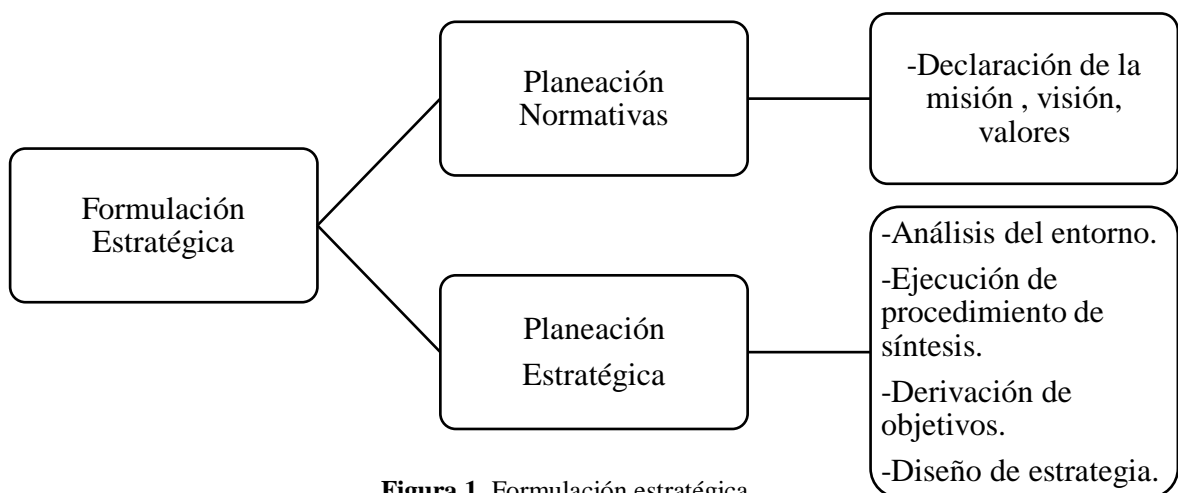 Formulación
Estratégica
Planeación
Normativas
-Declaración de la
misión , visión,
valores
Planeación
Estratégica
-Análisis del entorno.
-Ejecución de
procedimiento de
síntesis.
-Derivación de
objetivos.
-Diseño de estrategia.
Figura 1. Formulación estratégica